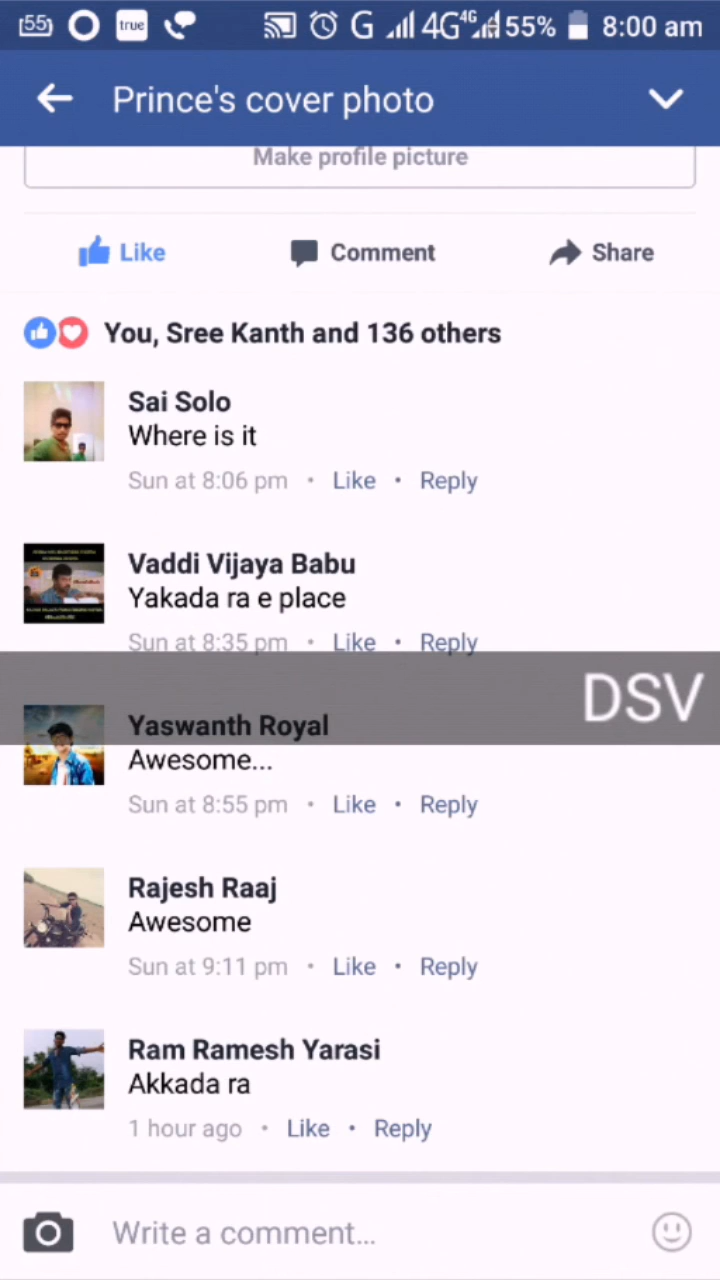 55 true G 4G 4G 55% 8:00 am
Prince's cover photo
Make profile picture
Like Comment Share
You, Sree Kanth and 136 others
Sai Solo
Where is it
Sun at 8:06 pm • Like • Reply
Vaddi Vijaya Babu
Yakada ra e place
Sun at 8:35 pm • Like • Reply
DSV
Yaswanth Royal
Awesome...
Sun at 8:55 pm • Like • Reply
Rajesh Raaj
Awesome
Sun at 9:11 pm • Like • Reply
Ram Ramesh Yarasi
Akkada ra
1 hour ago • Like • Reply
Write a comment...